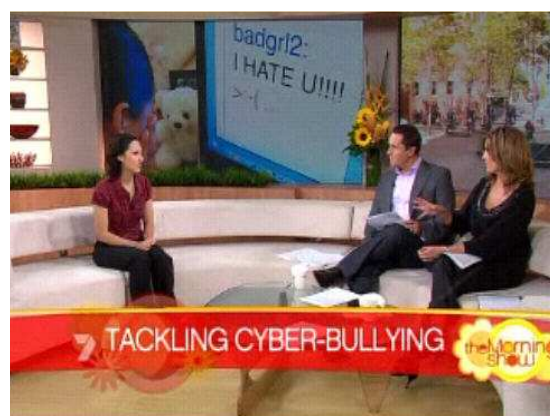 badgrl2:
I HATE U!!!!
>:-( ...
7 TACKLING CYBER-BULLYING
the Morning
show